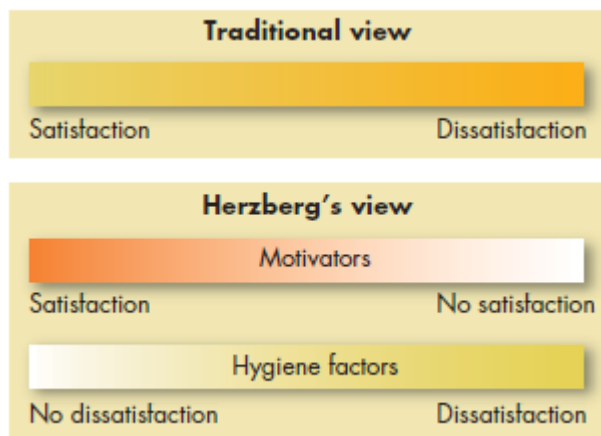 Traditional view
Satisfaction Dissatisfaction
Herzberg's view
Motivators
Satisfaction No satisfaction
Hygiene factors
No dissatisfaction Dissatisfaction